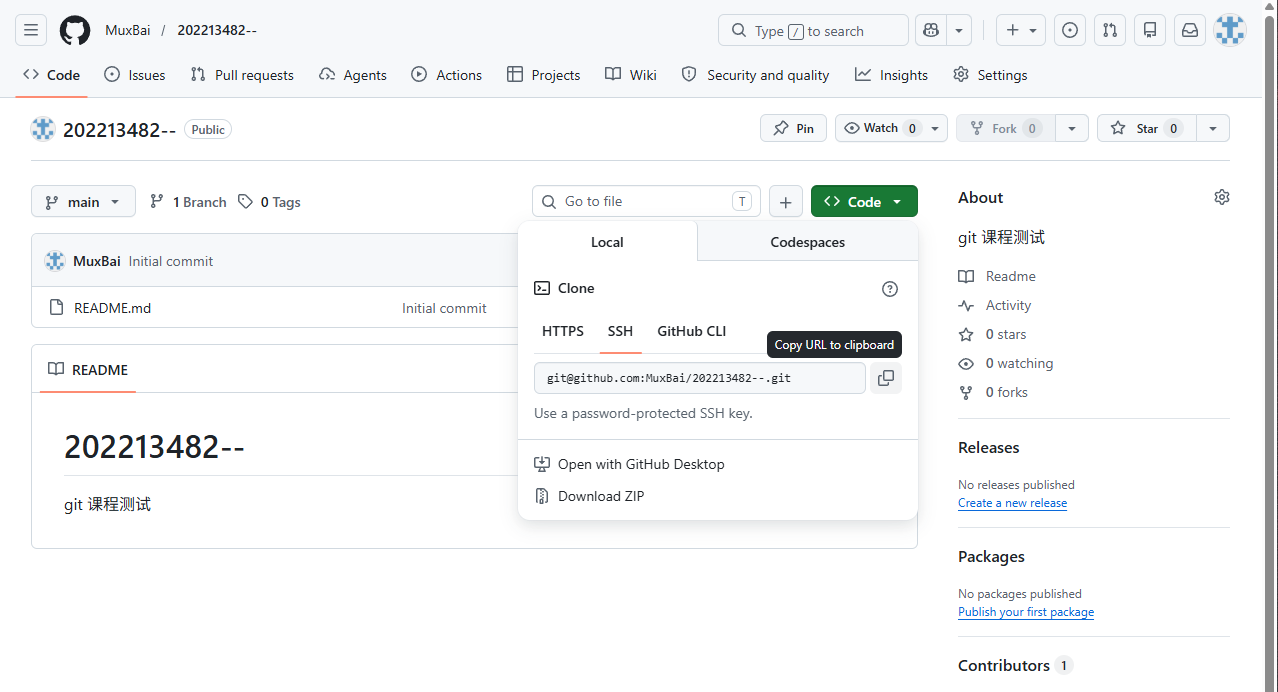 MuxBai / 202213482--
Type / to search
Code Issues Pull requests Agents Actions Projects Wiki Security and quality Insights Settings
202213482-- Public
Pin Watch 0 Fork 0 Star 0
main 1 Branch 0 Tags
Go to file T + Code
Local Codespaces
MuxBai Initial commit
README.md Initial commit
Clone
HTTPS SSH GitHub CLI
Copy URL to clipboard
git@github.com:MuxBai/202213482--.git
Use a password-protected SSH key.
Open with GitHub Desktop
Download ZIP
README
202213482--
git 课程测试
About
git 课程测试
Readme
Activity
0 stars
0 watching
0 forks
Releases
No releases published
Create a new release
Packages
No packages published
Publish your first package
Contributors 1